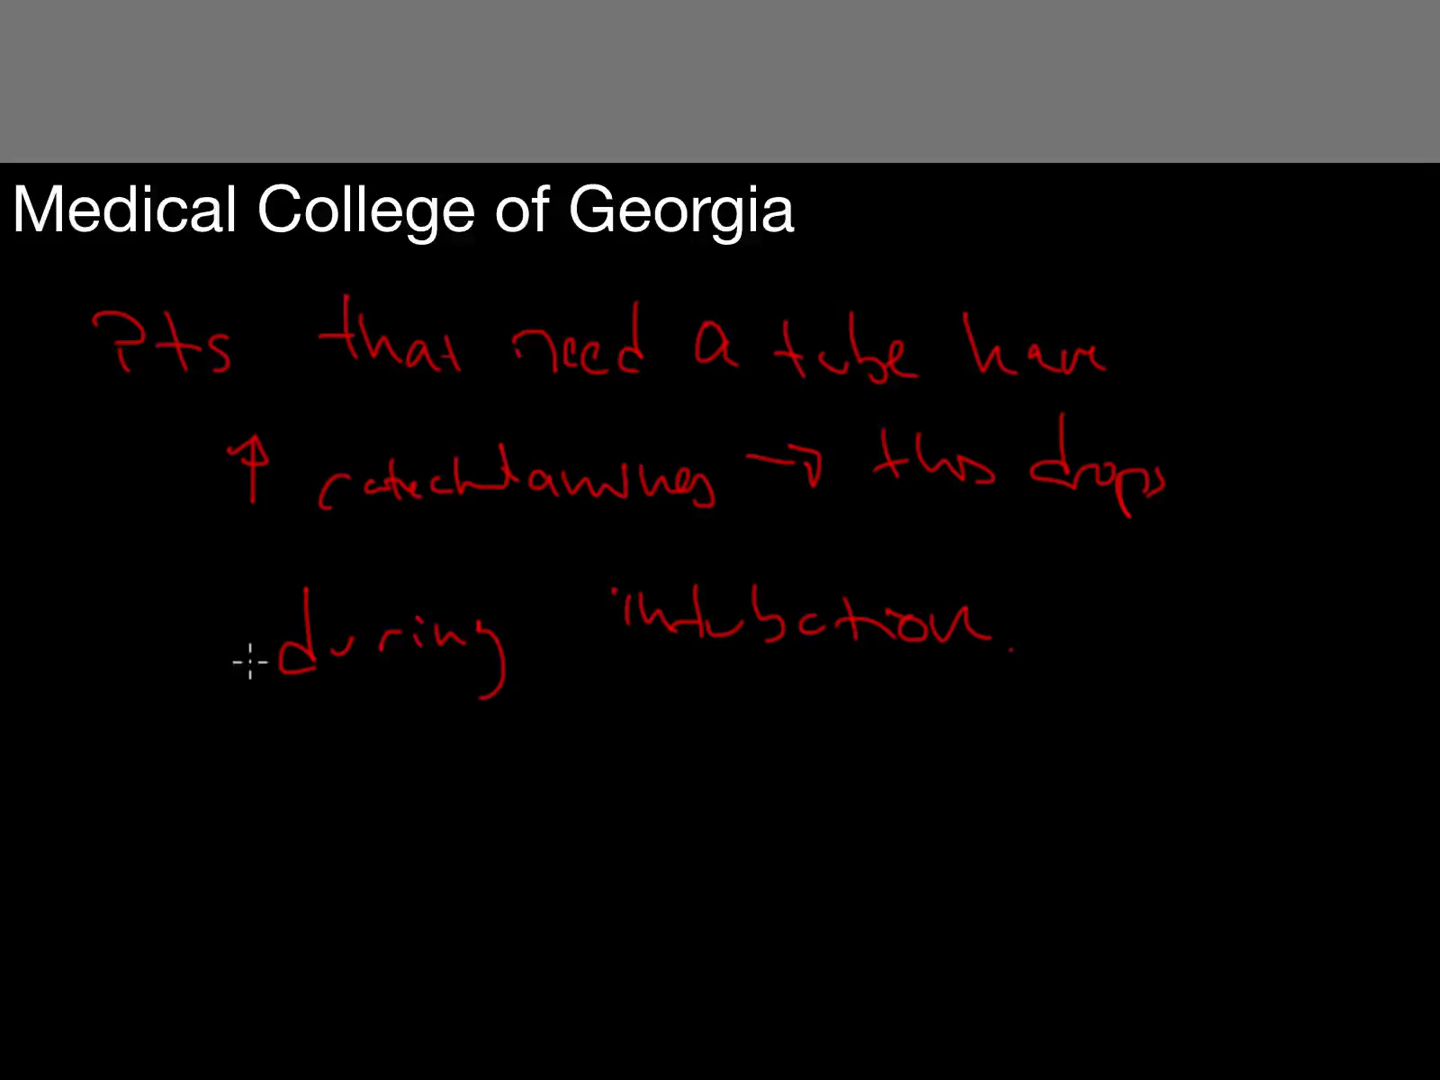 Medical College of Georgia
Pts that need a tube have
↑ catecholamines → this drops
during intubation.